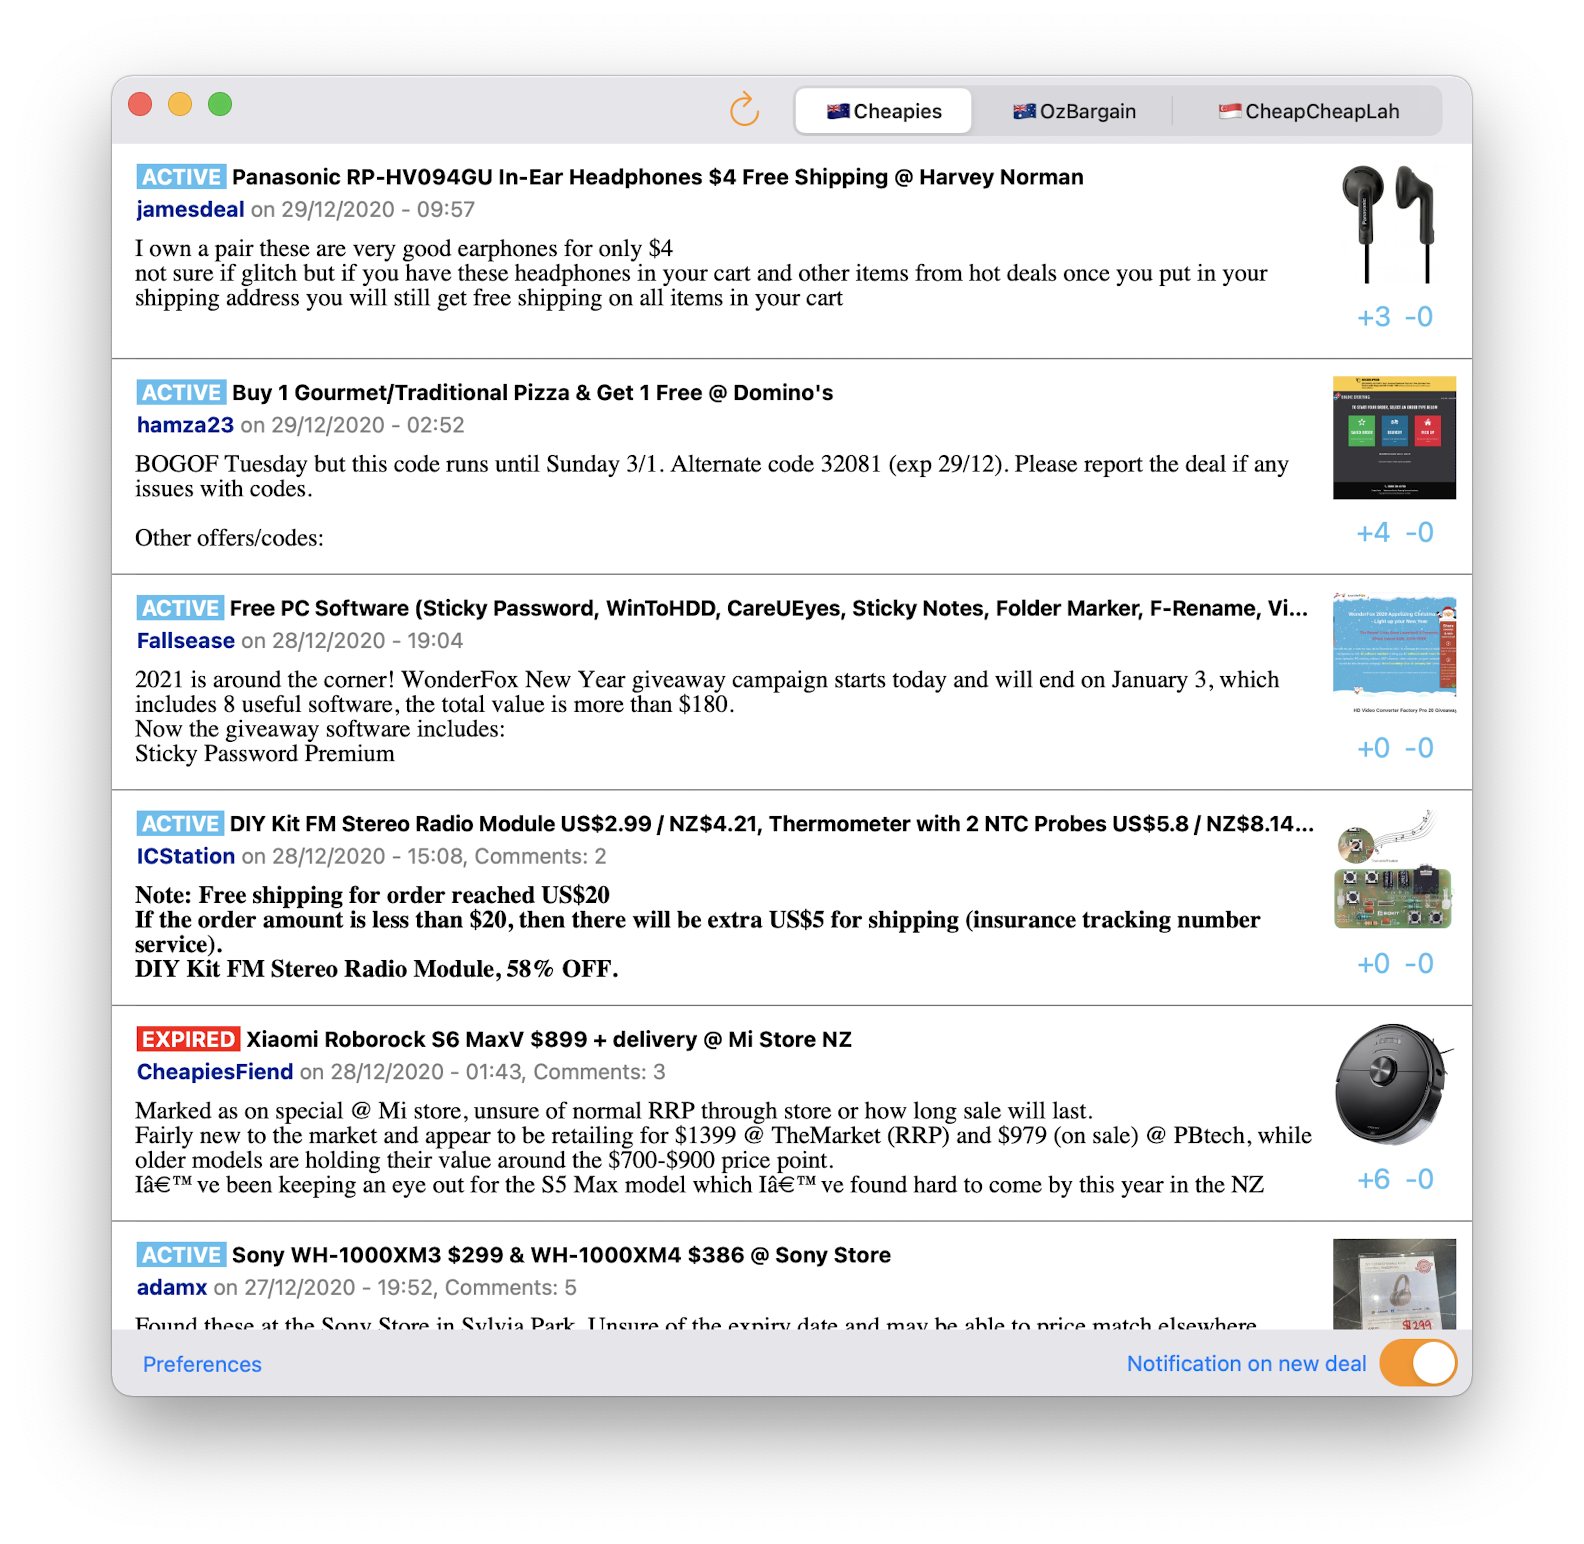 Cheapies
OzBargain
CheapCheapLah
ACTIVE Panasonic RP-HV094GU In-Ear Headphones $4 Free Shipping @ Harvey Norman
jamesdeal on 29/12/2020 - 09:57
I own a pair these are very good earphones for only $4
not sure if glitch but if you have these headphones in your cart and other items from hot deals once you put in your
shipping address you will still get free shipping on all items in your cart
Panasonic
+3 -0
ACTIVE Buy 1 Gourmet/Traditional Pizza & Get 1 Free @ Domino's
hamza23 on 29/12/2020 - 02:52
BOGOF Tuesday but this code runs until Sunday 3/1. Alternate code 32081 (exp 29/12). Please report the deal if any
issues with codes.
Other offers/codes:
+4 -0
ACTIVE Free PC Software (Sticky Password, WinToHDD, CareUEyes, Sticky Notes, Folder Marker, F-Rename, Vi...
Fallsease on 28/12/2020 - 19:04
2021 is around the corner! WonderFox New Year giveaway campaign starts today and will end on January 3, which
includes 8 useful software, the total value is more than $180.
Now the giveaway software includes:
Sticky Password Premium
HD Video Converter Factory Pro 20 Giveaway
+0 -0
ACTIVE DIY Kit FM Stereo Radio Module US$2.99 / NZ$4.21, Thermometer with 2 NTC Probes US$5.8 / NZ$8.14...
ICStation on 28/12/2020 - 15:08, Comments: 2
Note: Free shipping for order reached US$20
If the order amount is less than $20, then there will be extra US$5 for shipping (insurance tracking number
service).
DIY Kit FM Stereo Radio Module, 58% OFF.
+0 -0
EXPIRED Xiaomi Roborock S6 MaxV $899 + delivery @ Mi Store NZ
CheapiesFiend on 28/12/2020 - 01:43, Comments: 3
Marked as on special @ Mi store, unsure of normal RRP through store or how long sale will last.
Fairly new to the market and appear to be retailing for $1399 @ TheMarket (RRP) and $979 (on sale) @ PBtech, while
older models are holding their value around the $700-$900 price point.
Iâ€™ve been keeping an eye out for the S5 Max model which Iâ€™ve found hard to come by this year in the NZ
+6 -0
ACTIVE Sony WH-1000XM3 $299 & WH-1000XM4 $386 @ Sony Store
adamx on 27/12/2020 - 19:52, Comments: 5
Found these at the Sony Store in Sylvia Park. Unsure of the expiry date and may be able to price match elsewhere
Preferences
Notification on new deal